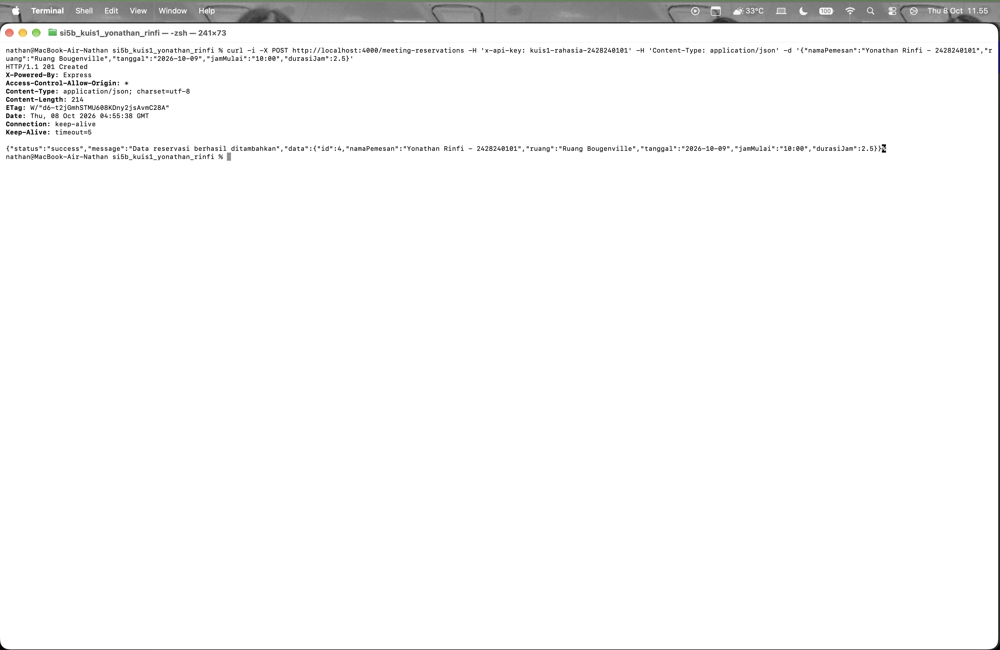 Terminal Shell Edit View Window Help 33°C 100 Thu 8 Oct 11.55
si5b_kuis1_yonathan_rinfi — -zsh — 241×73
nathan@MacBook-Air-Nathan si5b_kuis1_yonathan_rinfi % curl -i -X POST http://localhost:4000/meeting-reservations -H 'x-api-key: kuis1-rahasia-2428240101' -H 'Content-Type: application/json' -d '{"namaPemesan":"Yonathan Rinfi - 2428240101","r
uang":"Ruang Bougenville","tanggal":"2026-10-09","jamMulai":"10:00","durasiJam":2.5}'
HTTP/1.1 201 Created
X-Powered-By: Express
Access-Control-Allow-Origin: *
Content-Type: application/json; charset=utf-8
Content-Length: 214
ETag: W/"d6-t2jGmhSTMU608KDny2jsAvmC28A"
Date: Thu, 08 Oct 2026 04:55:38 GMT
Connection: keep-alive
Keep-Alive: timeout=5
{"status":"success","message":"Data reservasi berhasil ditambahkan","data":{"id":4,"namaPemesan":"Yonathan Rinfi - 2428240101","ruang":"Ruang Bougenville","tanggal":"2026-10-09","jamMulai":"10:00","durasiJam":2.5}}%
nathan@MacBook-Air-Nathan si5b_kuis1_yonathan_rinfi %